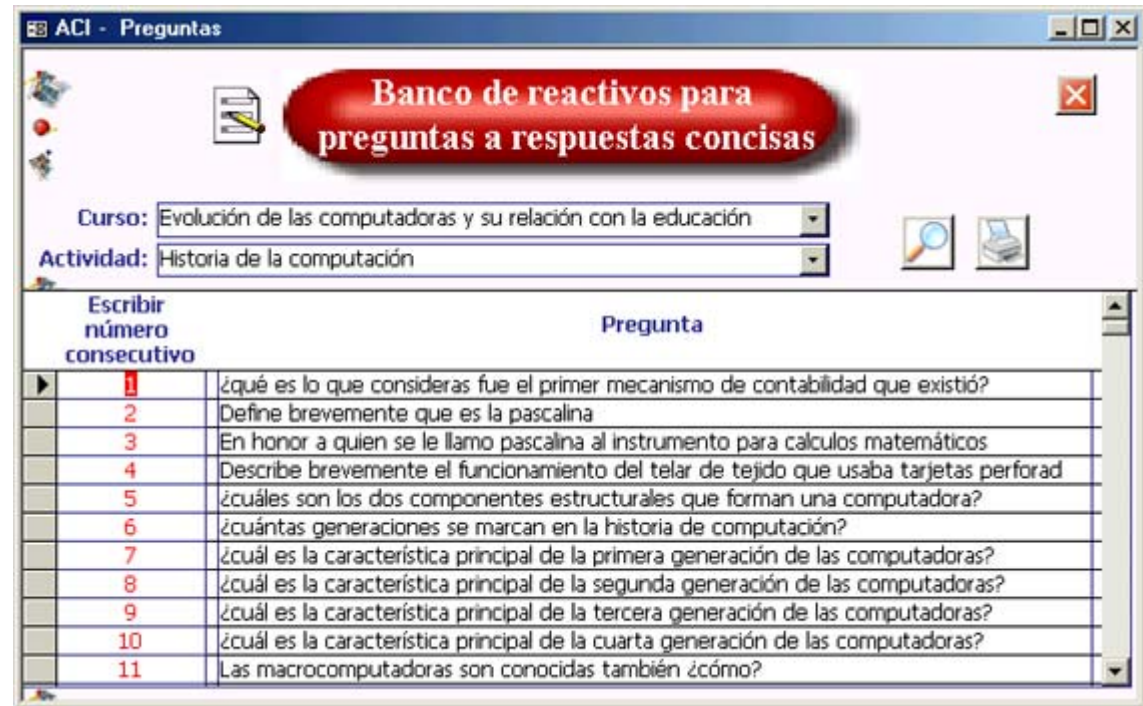 ACI - Preguntas
Banco de reactivos para
preguntas a respuestas concisas
Curso: Evolución de las computadoras y su relación con la educación
Actividad: Historia de la computación
Escribir
número
consecutivo
Pregunta
1 ¿qué es lo que consideras fue el primer mecanismo de contabilidad que existió?
2 Define brevemente que es la pascalina
3 En honor a quien se le llamo pascalina al instrumento para calculos matemáticos
4 Describe brevemente el funcionamiento del telar de tejido que usaba tarjetas perforad
5 ¿cuáles son los dos componentes estructurales que forman una computadora?
6 ¿cuántas generaciones se marcan en la historia de computación?
7 ¿cuál es la característica principal de la primera generación de las computadoras?
8 ¿cuál es la característica principal de la segunda generación de las computadoras?
9 ¿cuál es la característica principal de la tercera generación de las computadoras?
10 ¿cuál es la característica principal de la cuarta generación de las computadoras?
11 Las macrocomputadoras son conocidas también ¿cómo?